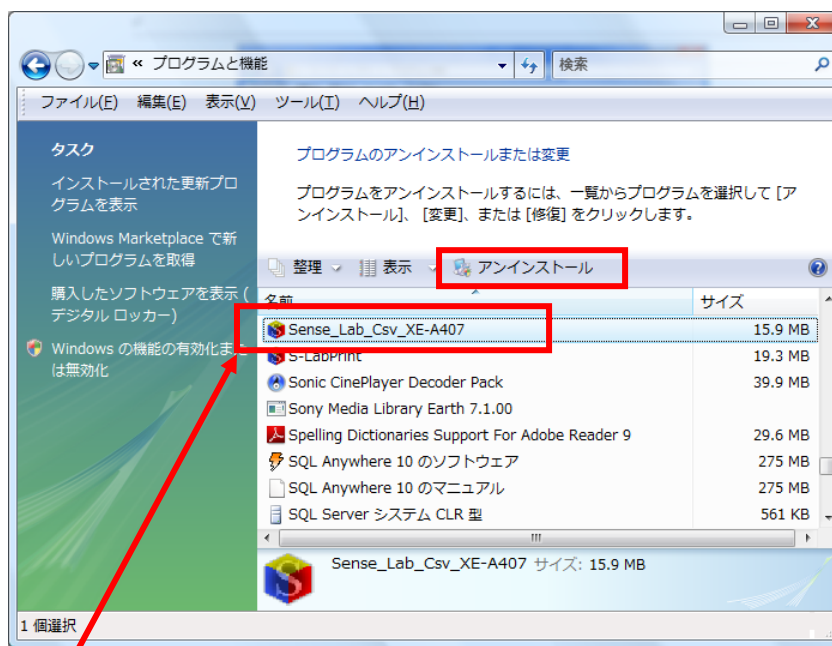 « プログラムと機能
検索
ファイル(F) 編集(E) 表示(V) ツール(T) ヘルプ(H)
タスク
インストールされた更新プロ
グラムを表示
Windows Marketplace で新
しいプログラムを取得
購入したソフトウェアを表示 (
デジタル ロッカー)
Windows の機能の有効化また
は無効化
プログラムのアンインストールまたは変更
プログラムをアンインストールするには、一覧からプログラムを選択して [ア
ンインストール]、 [変更]、または [修復] をクリックします。
整理 表示 アンインストール
名前 サイズ
Sense_Lab_Csv_XE-A407 15.9 MB
S-LabPrint 19.3 MB
Sonic CinePlayer Decoder Pack 39.9 MB
Sony Media Library Earth 7.1.00
Spelling Dictionaries Support For Adobe Reader 9 29.6 MB
SQL Anywhere 10 のソフトウェア 275 MB
SQL Anywhere 10 のマニュアル 275 MB
SQL Server システム CLR 型 561 KB
Sense_Lab_Csv_XE-A407 サイズ: 15.9 MB
1 個選択